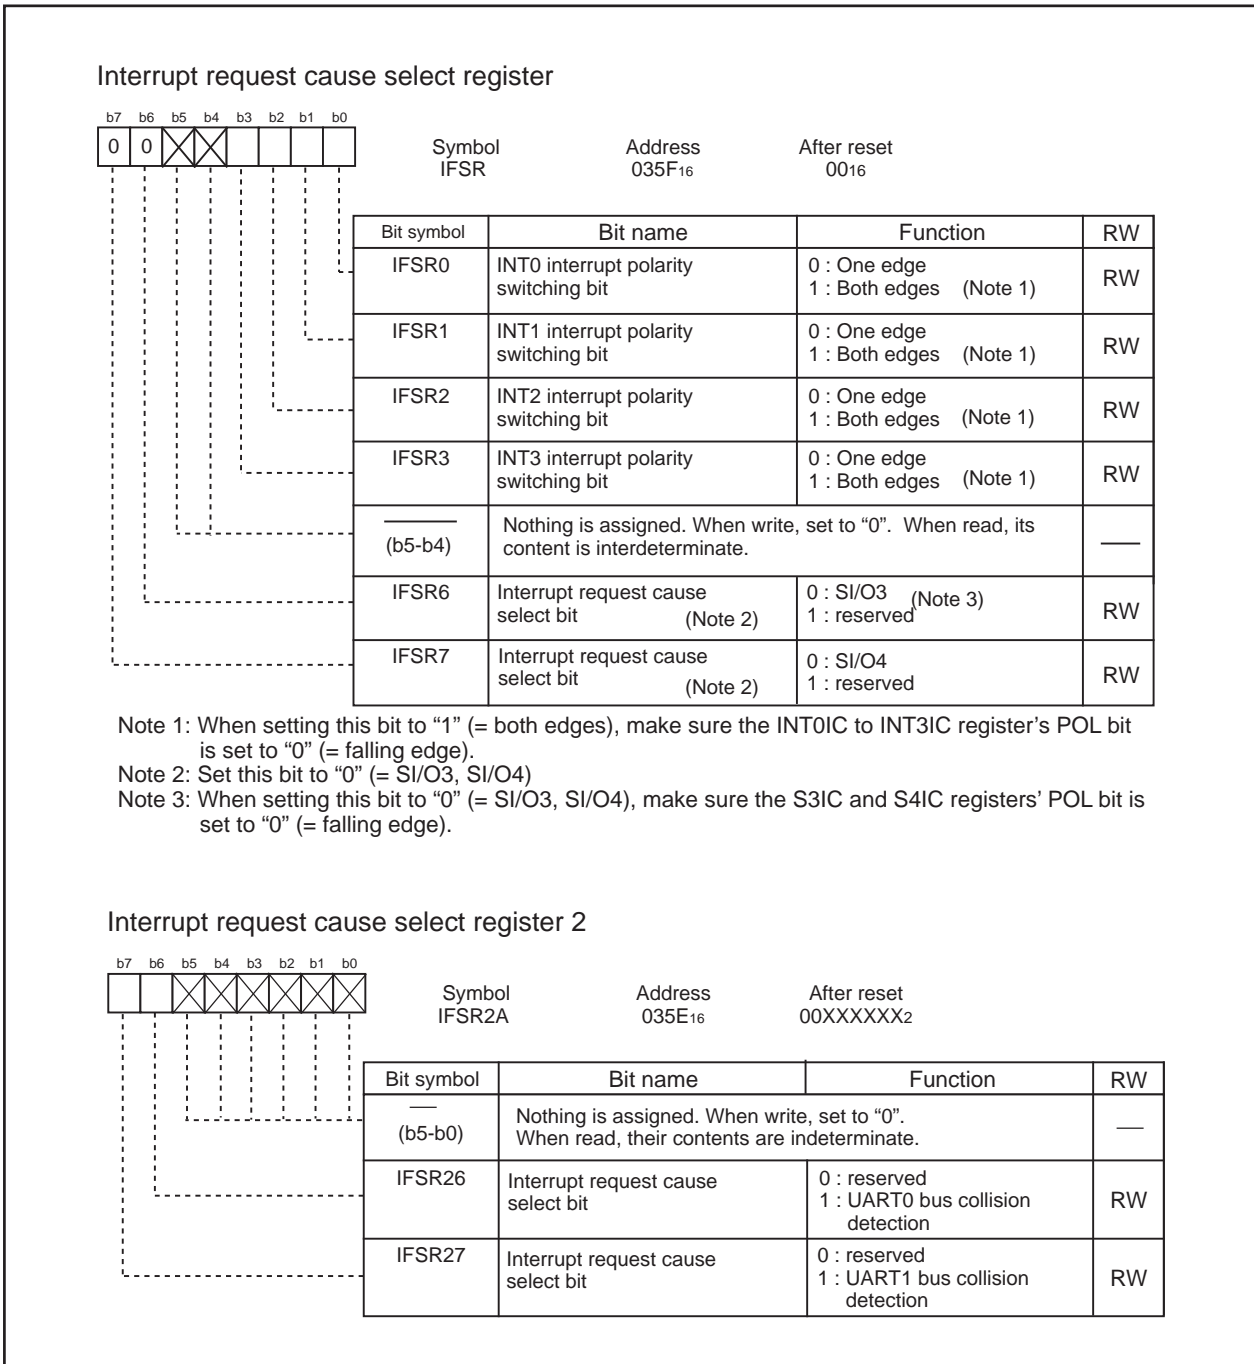 Interrupt request cause select register
b7 b6 b5 b4 b3 b2 b1 b0
0 0
Symbol Address After reset
IFSR 035F16 0016
Bit symbol Bit name Function RW
IFSR0 INT0 interrupt polarity switching bit 0 : One edge
1 : Both edges (Note 1) RW
IFSR1 INT1 interrupt polarity switching bit 0 : One edge
1 : Both edges (Note 1) RW
IFSR2 INT2 interrupt polarity switching bit 0 : One edge
1 : Both edges (Note 1) RW
IFSR3 INT3 interrupt polarity switching bit 0 : One edge
1 : Both edges (Note 1) RW
(b5-b4) Nothing is assigned. When write, set to “0”. When read, its
content is interdeterminate.
IFSR6 Interrupt request cause select bit (Note 2) 0 : SI/O3 (Note 3)
1 : reserved RW
IFSR7 Interrupt request cause select bit (Note 2) 0 : SI/O4
1 : reserved RW
Note 1: When setting this bit to “1” (= both edges), make sure the INT0IC to INT3IC register’s POL bit
is set to “0” (= falling edge).
Note 2: Set this bit to “0” (= SI/O3, SI/O4)
Note 3: When setting this bit to “0” (= SI/O3, SI/O4), make sure the S3IC and S4IC registers’ POL bit is
set to “0” (= falling edge).
Interrupt request cause select register 2
b7 b6 b5 b4 b3 b2 b1 b0
Symbol Address After reset
IFSR2A 035E16 00XXXXXX2
Bit symbol Bit name Function RW
(b5-b0) Nothing is assigned. When write, set to “0”.
When read, their contents are indeterminate.
IFSR26 Interrupt request cause select bit 0 : reserved
1 : UART0 bus collision detection RW
IFSR27 Interrupt request cause select bit 0 : reserved
1 : UART1 bus collision detection RW